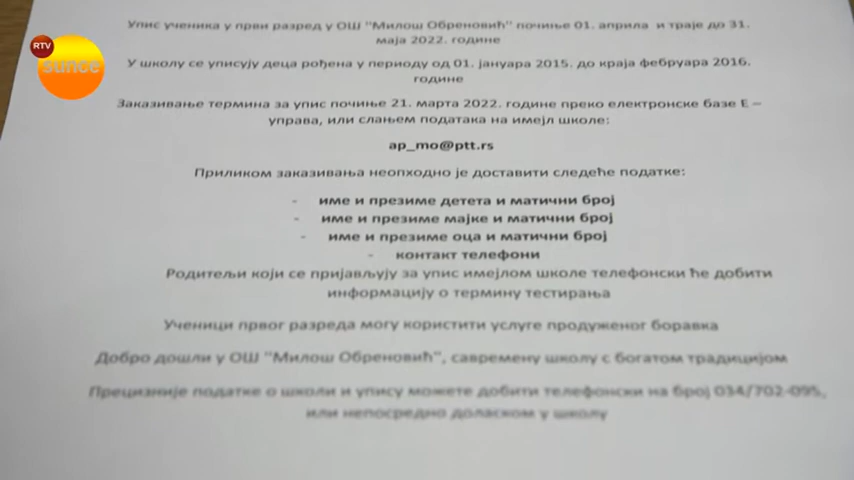 RTV
sunce
Упис ученика у први разред у ОШ "Милош Обреновић" почиње 01. априла и траје до 31.
маја 2022. године
У школу се уписују деца рођена у периоду од 01. јануара 2015. до краја фебруара 2016.
године
Заказивање термина за упис почиње 21. марта 2022. године преко електронске базе Е –
управа, или слањем података на имејл школе:
ap_mo@ptt.rs
Приликом заказивања неопходно је доставити следеће податке:
- име и презиме детета и матични број
- име и презиме мајке и матични број
- име и презиме оца и матични број
- контакт телефони
Родитељи који се пријављују за упис имејлом школе телефонски ће добити
информацију о термину тестирања
Ученици првог разреда могу користити услуге продуженог боравка
Добро дошли у ОШ "Милош Обреновић", савремену школу с богатом традицијом
Прецизније податке о школи и упису можете добити телефонски на број 034/702-095,
или непосредно доласком у школу